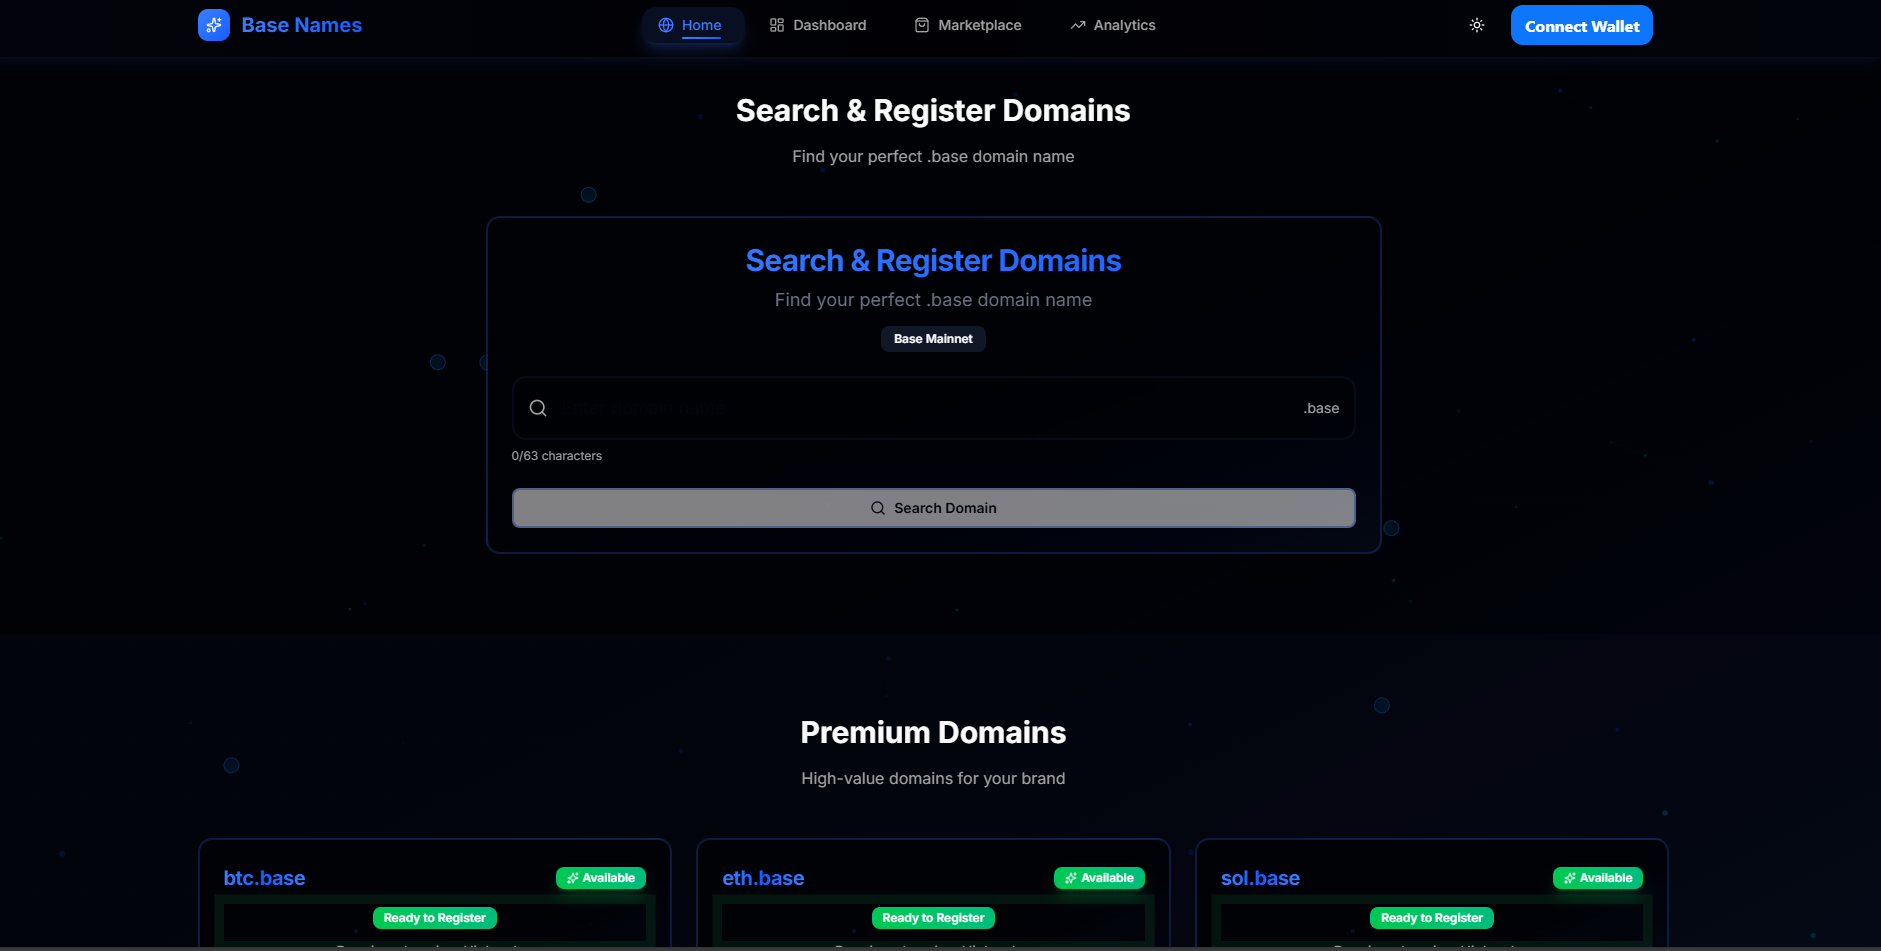 Base Names
Home
Dashboard
Marketplace
Analytics
Connect Wallet
Search & Register Domains
Find your perfect .base domain name
Search & Register Domains
Find your perfect .base domain name
Base Mainnet
Enter domain name
.base
0/63 characters
Search Domain
Premium Domains
High-value domains for your brand
btc.base
Available
Ready to Register
eth.base
Available
Ready to Register
sol.base
Available
Ready to Register